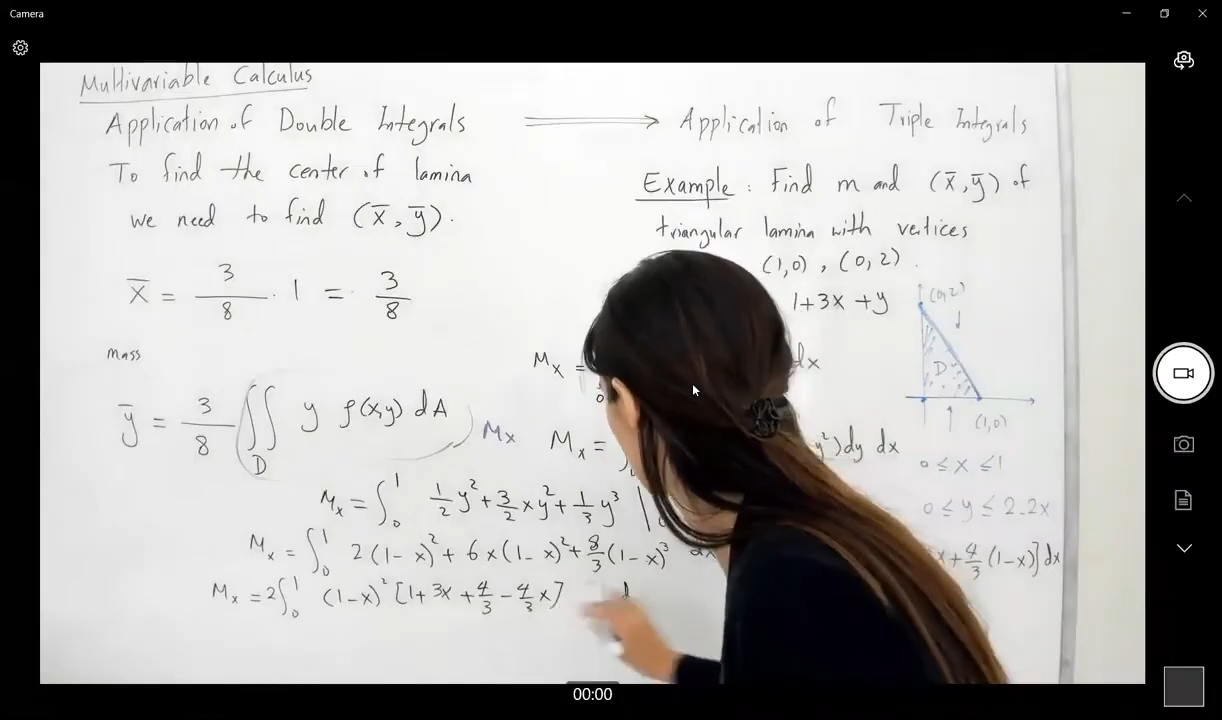 Camera
Multivariable Calculus
Application of Double Integrals
To find the center of lamina
we need to find (x̄, ȳ).
x̄ = 3/8 · 1 = 3/8
mass
ȳ = 3/8 ∬_D y ρ(x,y) dA
Mx
Mx = ∫₀¹ 1/2 y² + 3/2 xy² + 1/3 y³ |
Mx = ∫₀¹ 2(1-x)² + 6x(1-x)² + 8/3 (1-x)³ dx
Mx = 2∫₀¹ (1-x)² [1+3x+4/3-4/3x]
⟹ Application of Triple Integrals
Example: Find m and (x̄,ȳ) of
triangular lamina with vertices
(1,0), (0,2).
1+3x+y
Mx =
dx
Mx =
y²)dy dx
(0,2)
D
(1,0)
0 ≤ x ≤ 1
0 ≤ y ≤ 2-2x
x + 4/3 (1-x)] dx
00:00